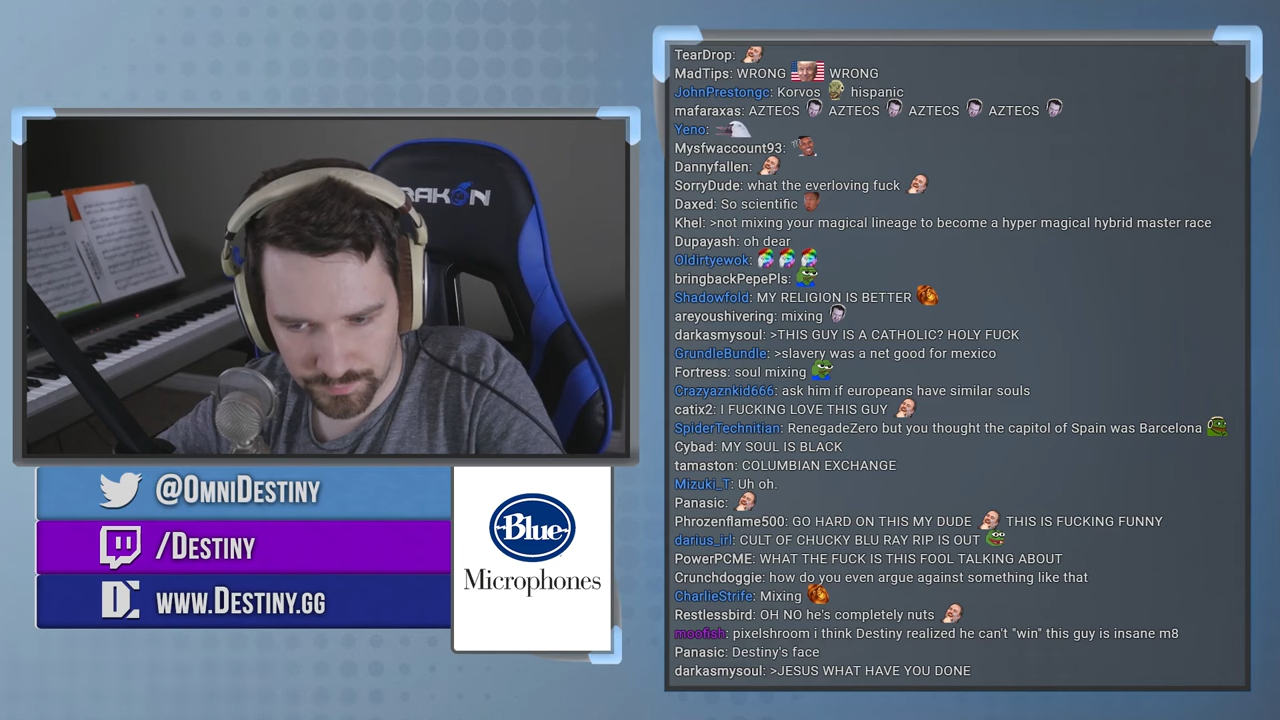 RAKON
@OmniDestiny
/Destiny
www.Destiny.gg
Blue
Microphones
TearDrop:
MadTips: WRONG WRONG
JohnPrestongc: Korvos hispanic
mafaraxas: AZTECS AZTECS AZTECS AZTECS
Yeno:
Mysfwaccount93:
Dannyfallen:
SorryDude: what the everloving fuck
Daxed: So scientific
Khel: >not mixing your magical lineage to become a hyper magical hybrid master race
Dupayash: oh dear
Oldirtyewok:
bringbackPepePls:
Shadowfold: MY RELIGION IS BETTER
areyoushivering: mixing
darkasmysoul: >THIS GUY IS A CATHOLIC? HOLY FUCK
GrundleBundle: >slavery was a net good for mexico
Fortress: soul mixing
Crazyaznkid666: ask him if europeans have similar souls
catix2: I FUCKING LOVE THIS GUY
SpiderTechnitian: RenegadeZero but you thought the capitol of Spain was Barcelona
Cybad: MY SOUL IS BLACK
tamaston: COLUMBIAN EXCHANGE
Mizuki_T: Uh oh.
Panasic:
Phrozenflame500: GO HARD ON THIS MY DUDE THIS IS FUCKING FUNNY
darius_irl: CULT OF CHUCKY BLU RAY RIP IS OUT
PowerPCME: WHAT THE FUCK IS THIS FOOL TALKING ABOUT
Crunchdoggie: how do you even argue against something like that
CharlieStrife: Mixing
Restlessbird: OH NO he's completely nuts
moofish: pixelshroom i think Destiny realized he can't "win" this guy is insane m8
Panasic: Destiny's face
darkasmysoul: >JESUS WHAT HAVE YOU DONE